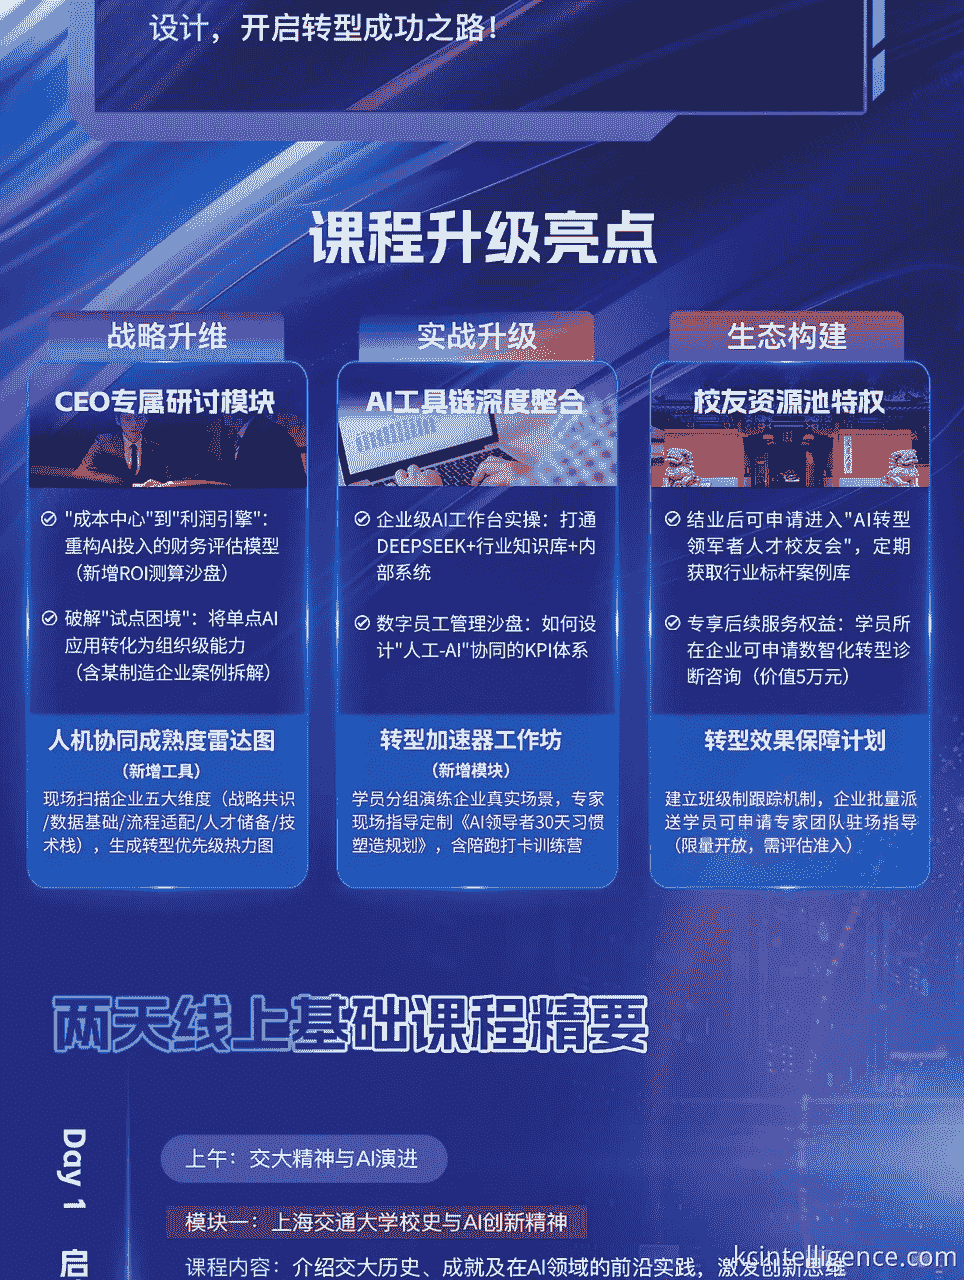 设计，开启转型成功之路！
课程升级亮点
战略升维
CEO专属研讨模块
"成本中心"到"利润引擎"：
重构AI投入的财务评估模型
（新增ROI测算沙盘）
破解"试点困境"：将单点AI
应用转化为组织级能力
（含某制造企业案例拆解）
人机协同成熟度雷达图
（新增工具）
现场扫描企业五大维度（战略共识
/数据基础/流程适配/人才储备/技
术栈），生成转型优先级热力图
实战升级
AI工具链深度整合
企业级AI工作台实操：打通
DEEPSEEK+行业知识库+内
部系统
数字员工管理沙盘：如何设
计"人工-AI"协同的KPI体系
转型加速器工作坊
（新增模块）
学员分组演练企业真实场景，专家
现场指导定制《AI领导者30天习惯
塑造规划》，含陪跑打卡训练营
生态构建
校友资源池特权
结业后可申请进入"AI转型
领军者人才校友会"，定期
获取行业标杆案例库
专享后续服务权益：学员所
在企业可申请数智化转型诊
断咨询（价值5万元）
转型效果保障计划
建立班级制跟踪机制，企业批量派
送学员可申请专家团队驻场指导
（限量开放，需评估准入）
两天线上基础课程精要
Day 1 启
上午：交大精神与AI演进
模块一：上海交通大学校史与AI创新精神
课程内容：介绍交大历史、成就及在AI领域的前沿实践，激发创新思维
kcintelligence.com